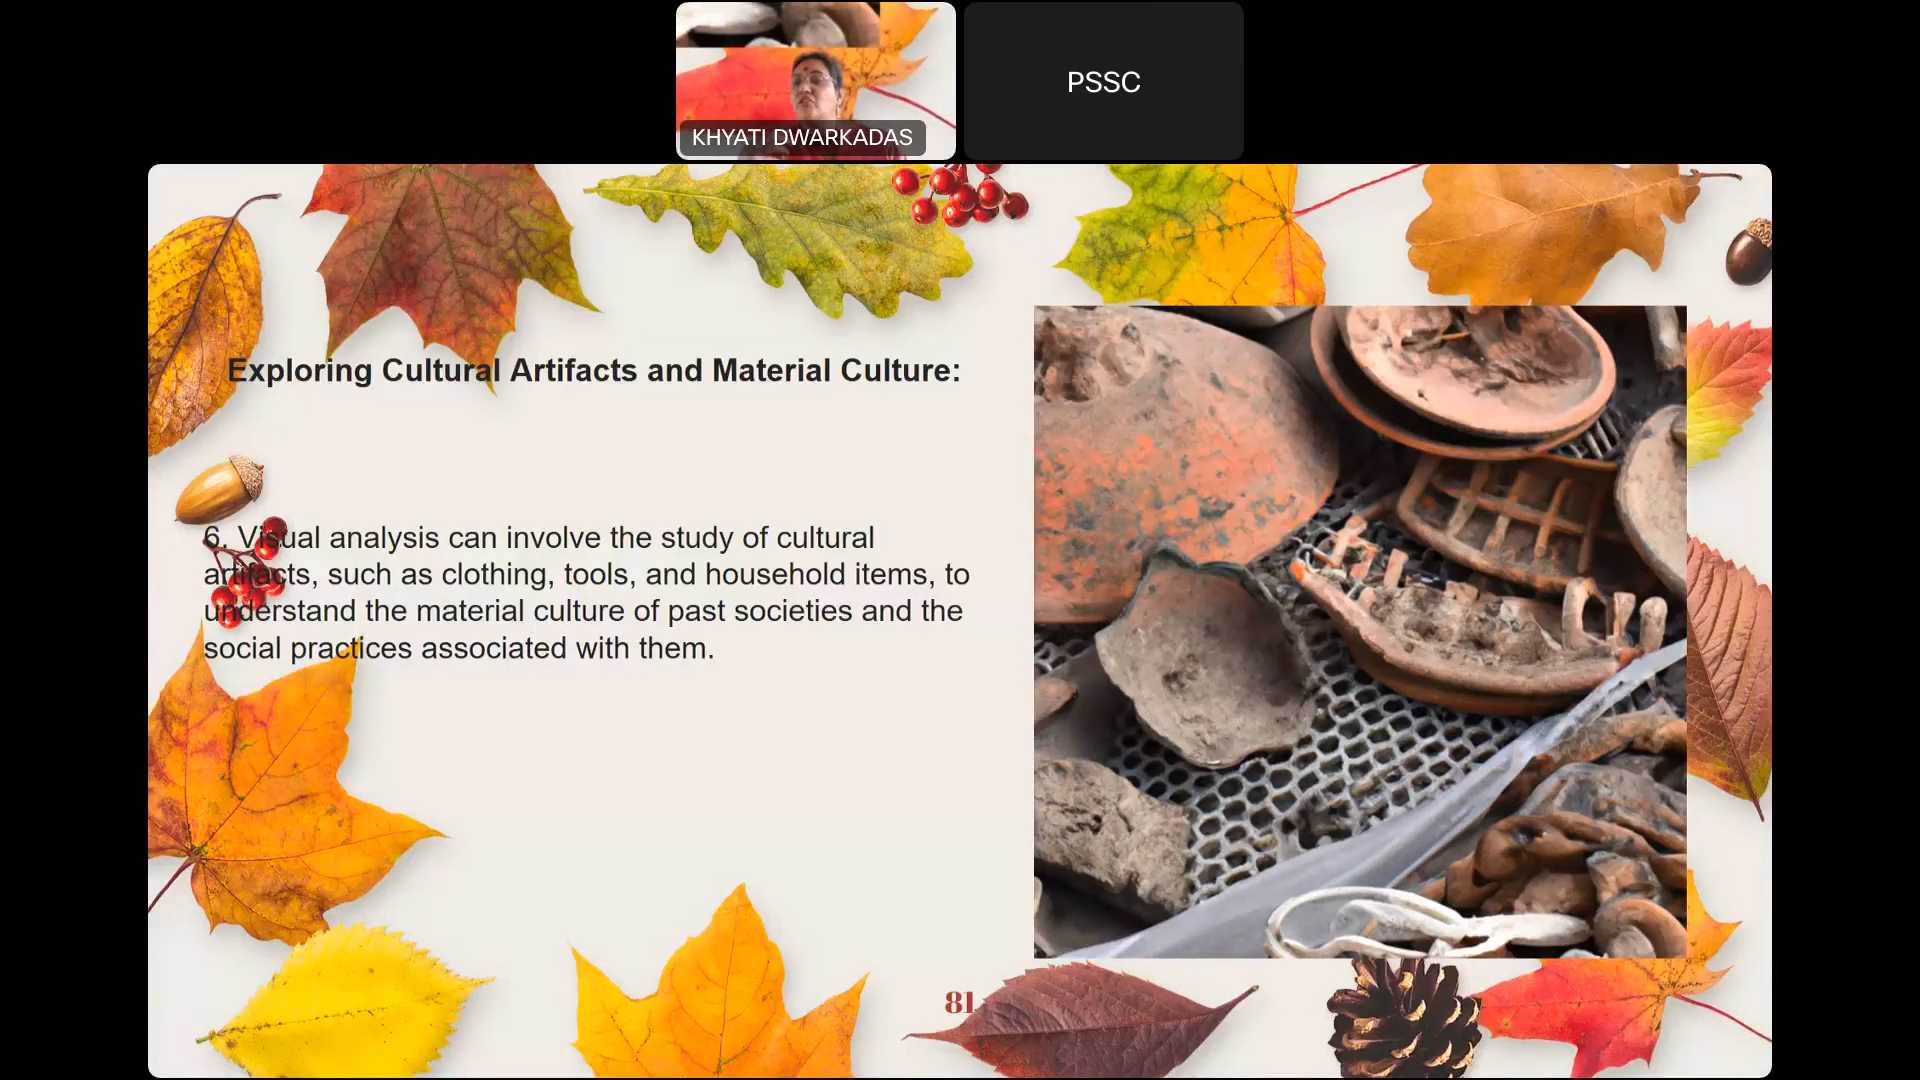 KHYATI DWARKADAS
PSSC
Exploring Cultural Artifacts and Material Culture:
6. Visual analysis can involve the study of cultural
artifacts, such as clothing, tools, and household items, to
understand the material culture of past societies and the
social practices associated with them.
81